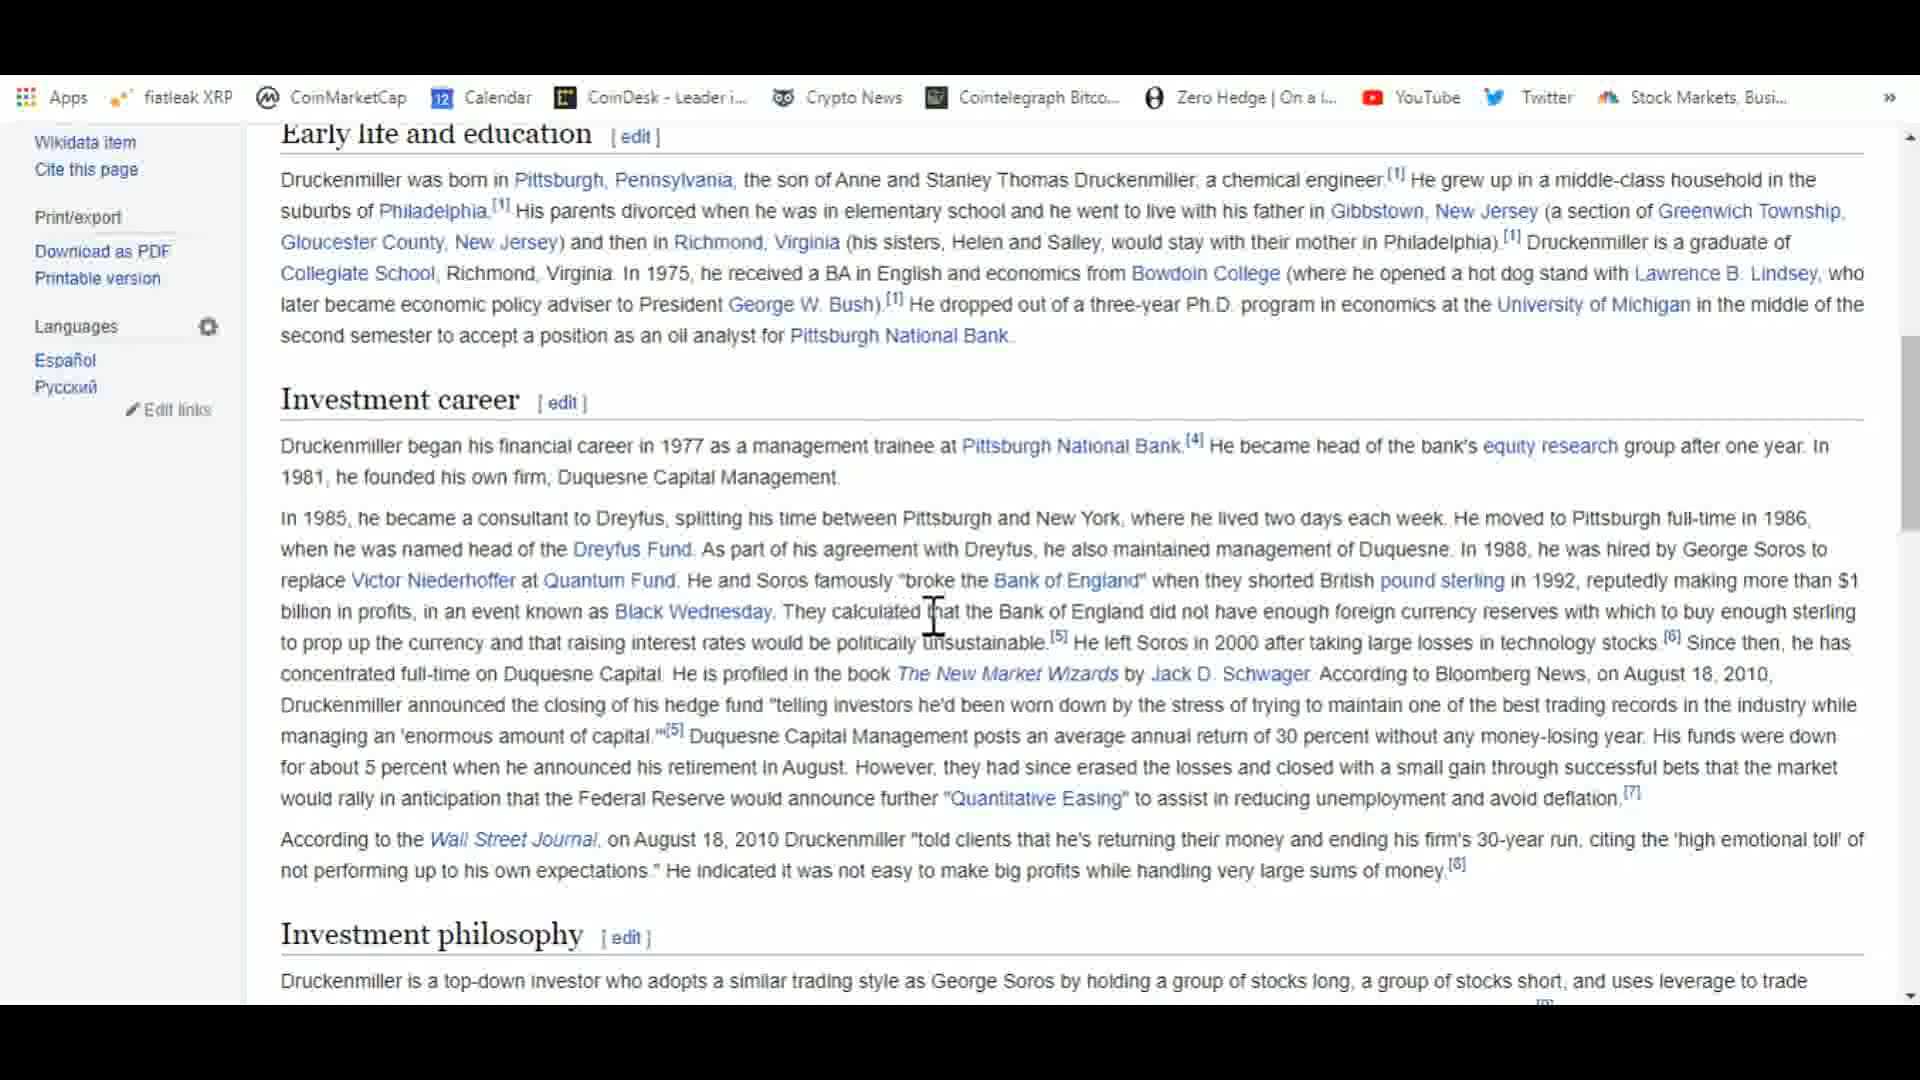 Apps fiatleak XRP CoinMarketCap 12 Calendar CoinDesk - Leader i... Crypto News Cointelegraph Bitco... Zero Hedge | On a l... YouTube Twitter Stock Markets, Busi... »
Wikidata item
Cite this page
Print/export
Download as PDF
Printable version
Languages
Español
Русский
Edit links
Early life and education [ edit ]
Druckenmiller was born in Pittsburgh, Pennsylvania, the son of Anne and Stanley Thomas Druckenmiller, a chemical engineer.[1] He grew up in a middle-class household in the
suburbs of Philadelphia.[1] His parents divorced when he was in elementary school and he went to live with his father in Gibbstown, New Jersey (a section of Greenwich Township,
Gloucester County, New Jersey) and then in Richmond, Virginia (his sisters, Helen and Salley, would stay with their mother in Philadelphia).[1] Druckenmiller is a graduate of
Collegiate School, Richmond, Virginia. In 1975, he received a BA in English and economics from Bowdoin College (where he opened a hot dog stand with Lawrence B. Lindsey, who
later became economic policy adviser to President George W. Bush).[1] He dropped out of a three-year Ph.D. program in economics at the University of Michigan in the middle of the
second semester to accept a position as an oil analyst for Pittsburgh National Bank.
Investment career [ edit ]
Druckenmiller began his financial career in 1977 as a management trainee at Pittsburgh National Bank.[4] He became head of the bank's equity research group after one year. In
1981, he founded his own firm, Duquesne Capital Management.
In 1985, he became a consultant to Dreyfus, splitting his time between Pittsburgh and New York, where he lived two days each week. He moved to Pittsburgh full-time in 1986,
when he was named head of the Dreyfus Fund. As part of his agreement with Dreyfus, he also maintained management of Duquesne. In 1988, he was hired by George Soros to
replace Victor Niederhoffer at Quantum Fund. He and Soros famously "broke the Bank of England" when they shorted British pound sterling in 1992, reputedly making more than $1
billion in profits, in an event known as Black Wednesday. They calculated that the Bank of England did not have enough foreign currency reserves with which to buy enough sterling
to prop up the currency and that raising interest rates would be politically unsustainable.[5] He left Soros in 2000 after taking large losses in technology stocks.[6] Since then, he has
concentrated full-time on Duquesne Capital. He is profiled in the book The New Market Wizards by Jack D. Schwager. According to Bloomberg News, on August 18, 2010,
Druckenmiller announced the closing of his hedge fund "telling investors he'd been worn down by the stress of trying to maintain one of the best trading records in the industry while
managing an 'enormous amount of capital.'"[5] Duquesne Capital Management posts an average annual return of 30 percent without any money-losing year. His funds were down
for about 5 percent when he announced his retirement in August. However, they had since erased the losses and closed with a small gain through successful bets that the market
would rally in anticipation that the Federal Reserve would announce further "Quantitative Easing" to assist in reducing unemployment and avoid deflation.[7]
According to the Wall Street Journal, on August 18, 2010 Druckenmiller "told clients that he's returning their money and ending his firm's 30-year run, citing the 'high emotional toll' of
not performing up to his own expectations." He indicated it was not easy to make big profits while handling very large sums of money.[8]
Investment philosophy [ edit ]
Druckenmiller is a top-down investor who adopts a similar trading style as George Soros by holding a group of stocks long, a group of stocks short, and uses leverage to trade